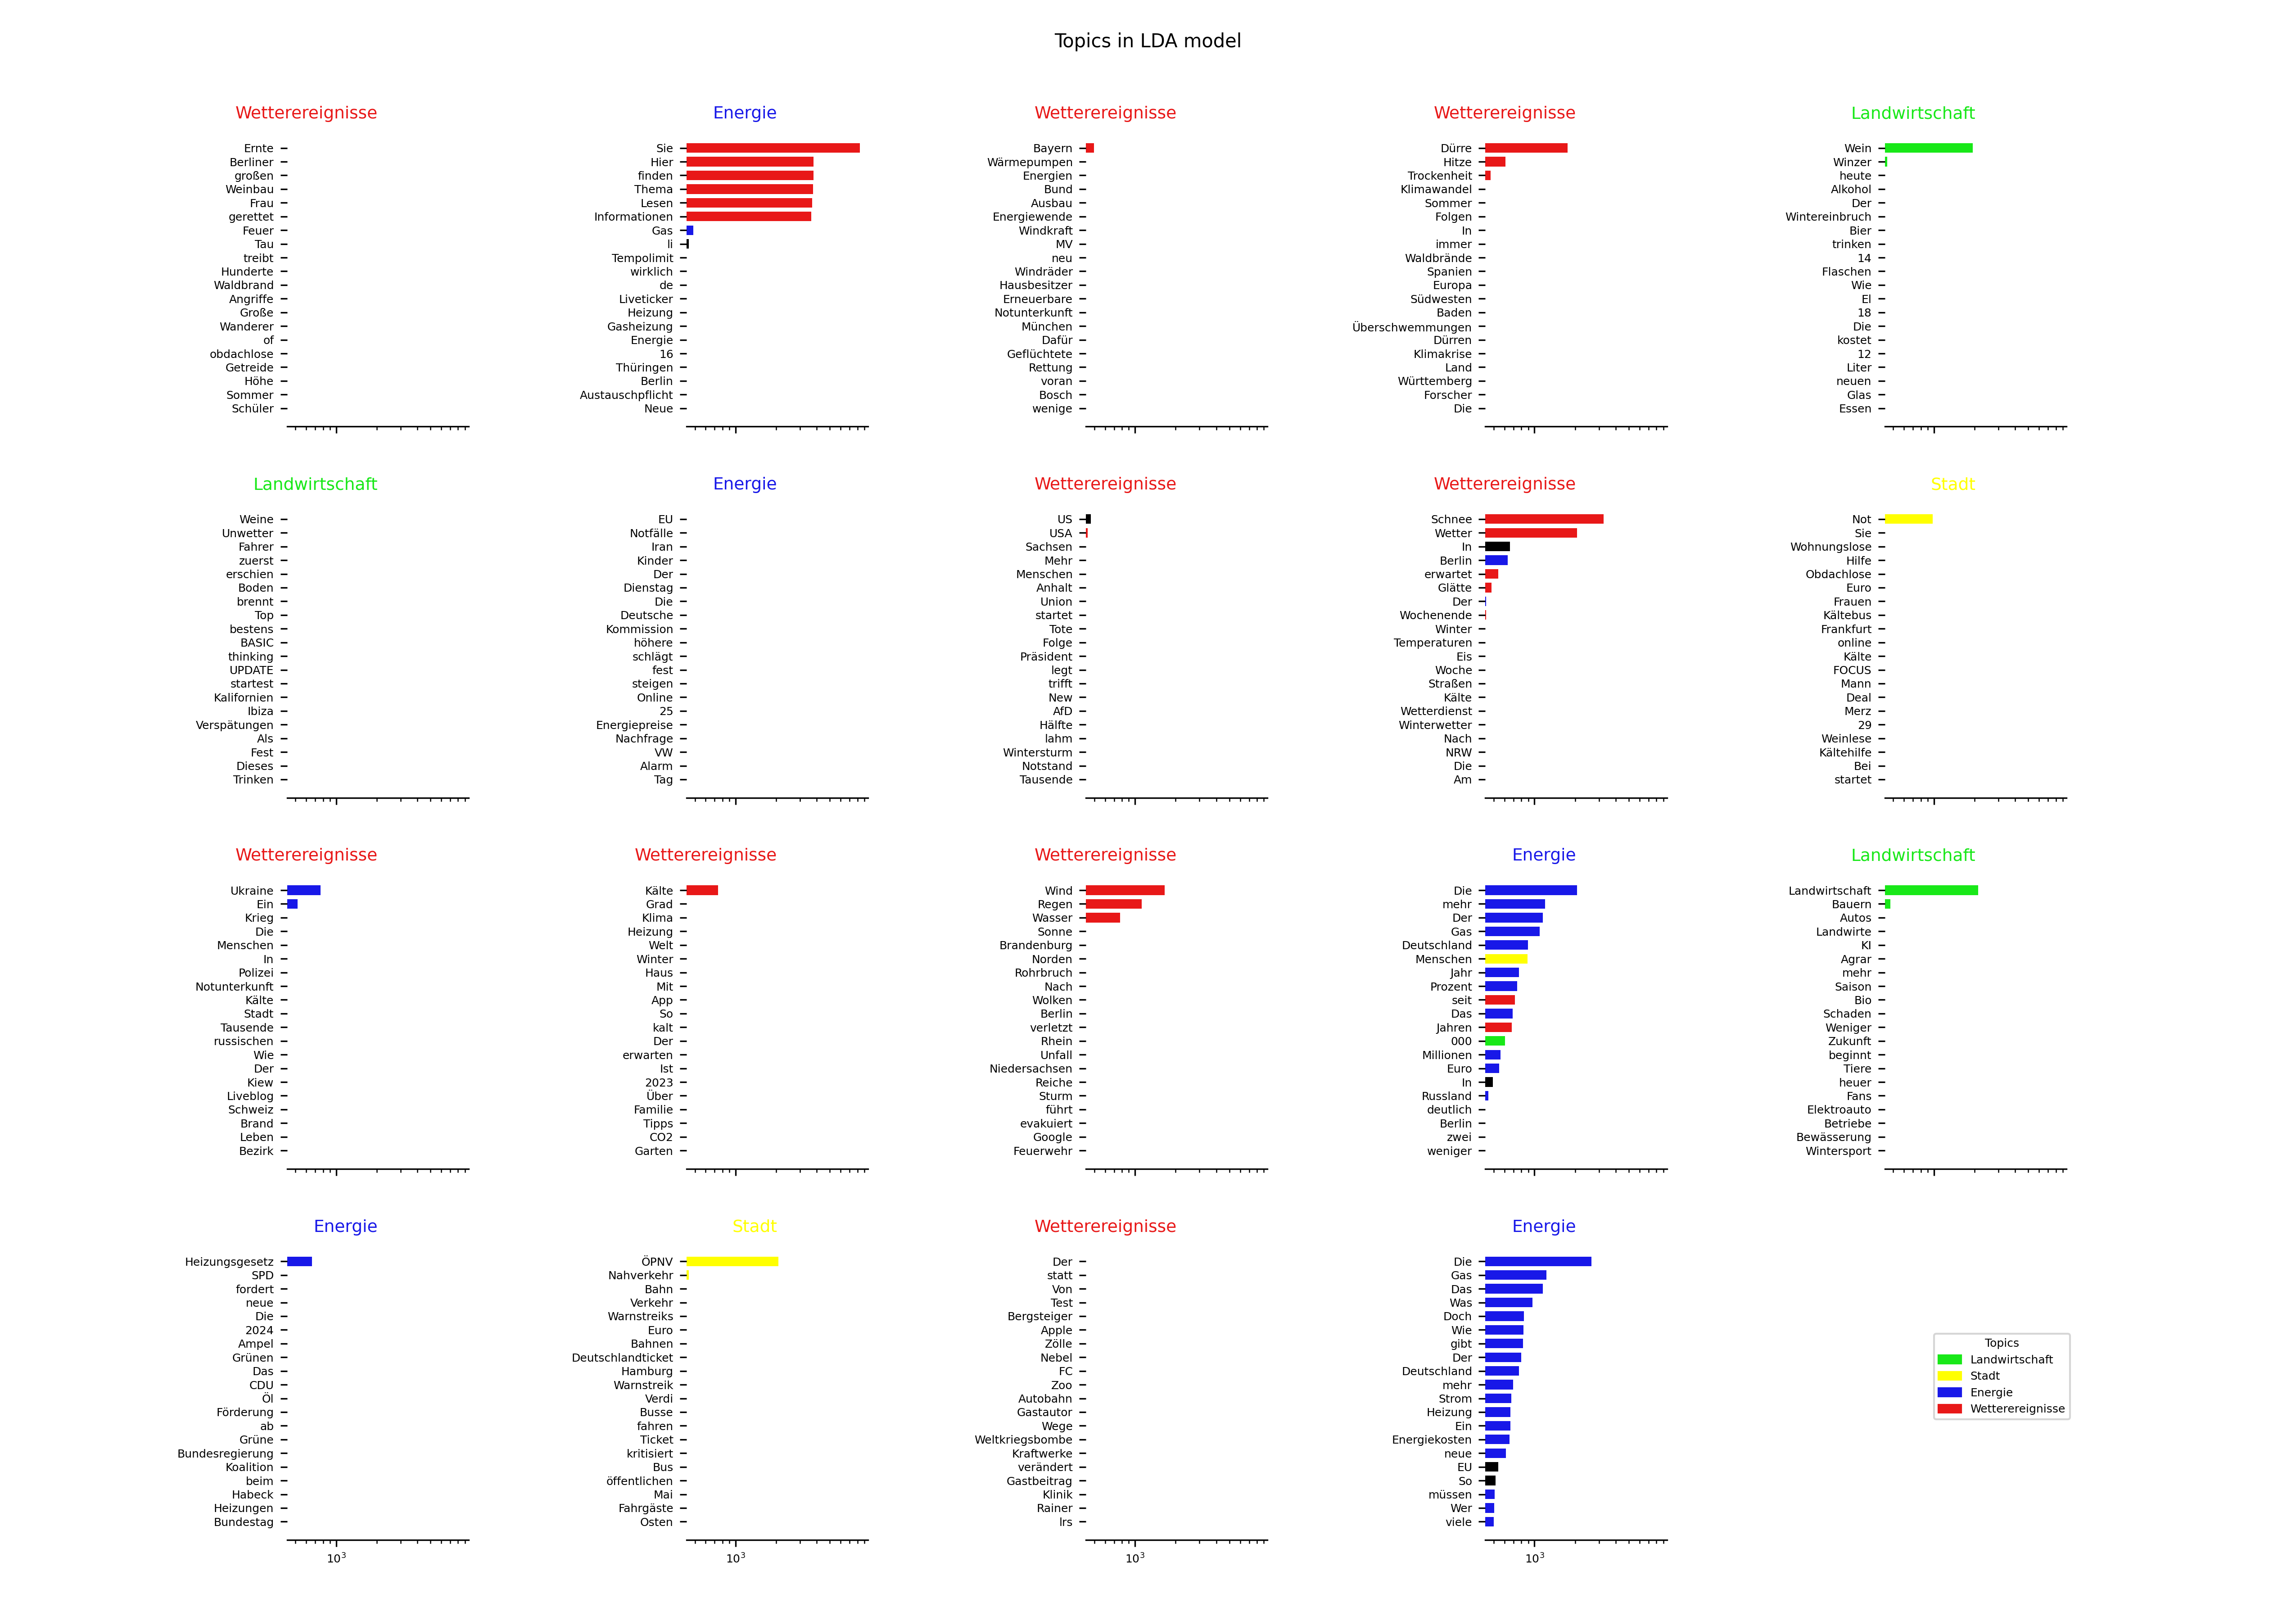 Topics in LDA model
Wetterereignisse
Ernte
Berliner
großen
Weinbau
Frau
gerettet
Feuer
Tau
treibt
Hunderte
Waldbrand
Angriffe
Große
Wanderer
of
obdachlose
Getreide
Höhe
Sommer
Schüler
Energie
Sie
Hier
finden
Thema
Lesen
Informationen
Gas
li
Tempolimit
wirklich
de
Liveticker
Heizung
Gasheizung
Energie
16
Thüringen
Berlin
Austauschpflicht
Neue
Wetterereignisse
Bayern
Wärmepumpen
Energien
Bund
Ausbau
Energiewende
Windkraft
MV
neu
Windräder
Hausbesitzer
Erneuerbare
Notunterkunft
München
Dafür
Geflüchtete
Rettung
voran
Bosch
wenige
Wetterereignisse
Dürre
Hitze
Trockenheit
Klimawandel
Sommer
Folgen
In
immer
Waldbrände
Spanien
Europa
Südwesten
Baden
Überschwemmungen
Dürren
Klimakrise
Land
Württemberg
Forscher
Die
Landwirtschaft
Wein
Winzer
heute
Alkohol
Der
Wintereinbruch
Bier
trinken
14
Flaschen
Wie
El
18
Die
kostet
12
Liter
neuen
Glas
Essen
Landwirtschaft
Weine
Unwetter
Fahrer
zuerst
erschien
Boden
brennt
Top
bestens
BASIC
thinking
UPDATE
startest
Kalifornien
Ibiza
Verspätungen
Als
Fest
Dieses
Trinken
Energie
EU
Notfälle
Iran
Kinder
Der
Dienstag
Die
Deutsche
Kommission
höhere
schlägt
fest
steigen
Online
25
Energiepreise
Nachfrage
VW
Alarm
Tag
Wetterereignisse
US
USA
Sachsen
Mehr
Menschen
Anhalt
Union
startet
Tote
Folge
Präsident
legt
trifft
New
AfD
Hälfte
lahm
Wintersturm
Notstand
Tausende
Wetterereignisse
Schnee
Wetter
In
Berlin
erwartet
Glätte
Der
Wochenende
Winter
Temperaturen
Eis
Woche
Straßen
Kälte
Wetterdienst
Winterwetter
Nach
NRW
Die
Am
Stadt
Not
Sie
Wohnungslose
Hilfe
Obdachlose
Euro
Frauen
Kältebus
Frankfurt
online
Kälte
FOCUS
Mann
Deal
Merz
29
Weinlese
Kältehilfe
Bei
startet
Wetterereignisse
Ukraine
Ein
Krieg
Die
Menschen
In
Polizei
Notunterkunft
Kälte
Stadt
Tausende
russischen
Wie
Der
Kiew
Liveblog
Schweiz
Brand
Leben
Bezirk
Wetterereignisse
Kälte
Grad
Klima
Heizung
Welt
Winter
Haus
Mit
App
So
kalt
Der
erwarten
Ist
2023
Über
Familie
Tipps
CO2
Garten
Wetterereignisse
Wind
Regen
Wasser
Sonne
Brandenburg
Norden
Rohrbruch
Nach
Wolken
Berlin
verletzt
Rhein
Unfall
Niedersachsen
Reiche
Sturm
führt
evakuiert
Google
Feuerwehr
Energie
Die
mehr
Der
Gas
Deutschland
Menschen
Jahr
Prozent
seit
Das
Jahren
000
Millionen
Euro
In
Russland
deutlich
Berlin
zwei
weniger
Landwirtschaft
Landwirtschaft
Bauern
Autos
Landwirte
KI
Agrar
mehr
Saison
Bio
Schaden
Weniger
Zukunft
beginnt
Tiere
heuer
Fans
Elektroauto
Betriebe
Bewässerung
Wintersport
Energie
Heizungsgesetz
SPD
fordert
neue
Die
2024
Ampel
Grünen
Das
CDU
Öl
Förderung
ab
Grüne
Bundesregierung
Koalition
beim
Habeck
Heizungen
Bundestag
10³
Stadt
ÖPNV
Nahverkehr
Bahn
Verkehr
Warnstreiks
Euro
Bahnen
Deutschlandticket
Hamburg
Warnstreik
Verdi
Busse
fahren
Ticket
kritisiert
Bus
öffentlichen
Mai
Fahrgäste
Osten
10³
Wetterereignisse
Der
statt
Von
Test
Bergsteiger
Apple
Zölle
Nebel
FC
Zoo
Autobahn
Gastautor
Wege
Weltkriegsbombe
Kraftwerke
verändert
Gastbeitrag
Klinik
Rainer
lrs
10³
Energie
Die
Gas
Das
Was
Doch
Wie
gibt
Der
Deutschland
mehr
Strom
Heizung
Ein
Energiekosten
neue
EU
So
müssen
Wer
viele
10³
Topics
Landwirtschaft
Stadt
Energie
Wetterereignisse